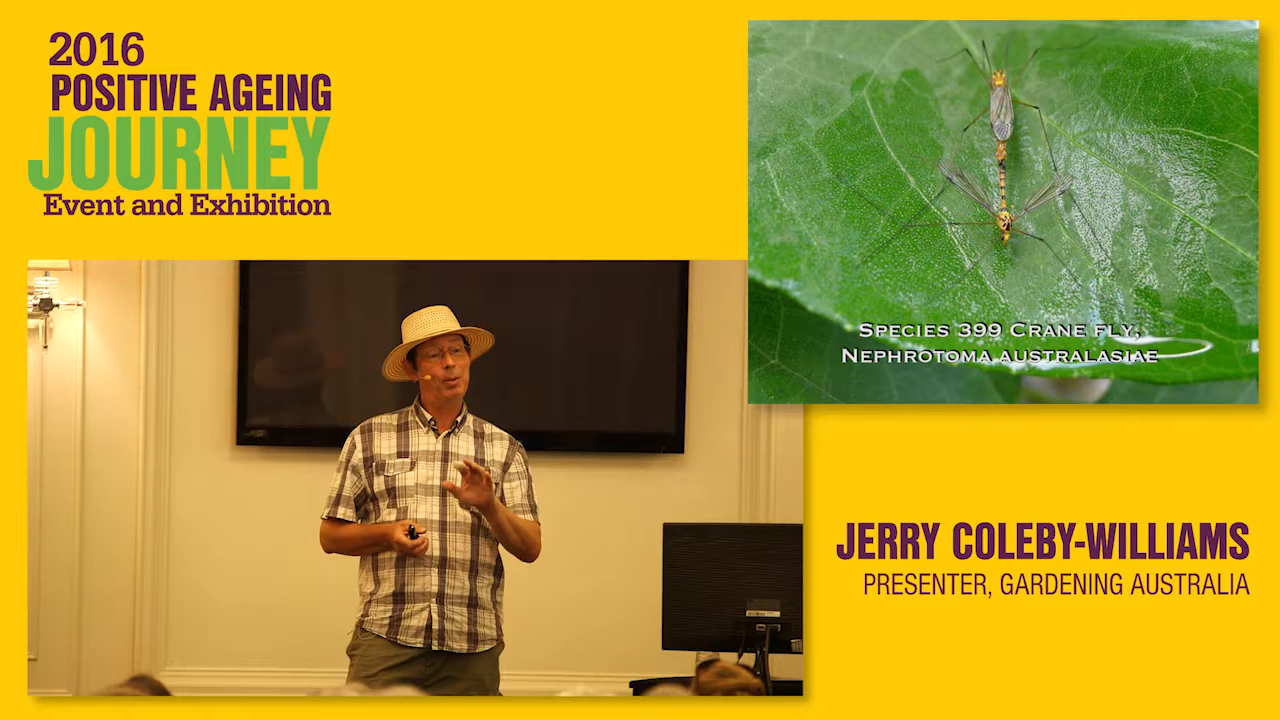 2016
POSITIVE AGEING
JOURNEY
Event and Exhibition
SPECIES 399 CRANE FLY,
NEPHROTOMA AUSTRALASIAE
JERRY COLEBY-WILLIAMS
PRESENTER, GARDENING AUSTRALIA